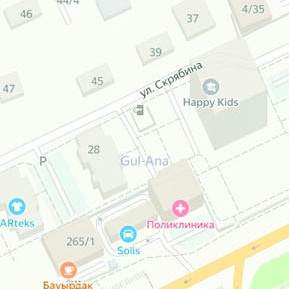 44/4
46
37
4/35
39
ул. Скрябина
45
47
Happy Kids
P
28
Gul-Ana
ARteks
Поликлиника
265/1
Solis
Бауырдак